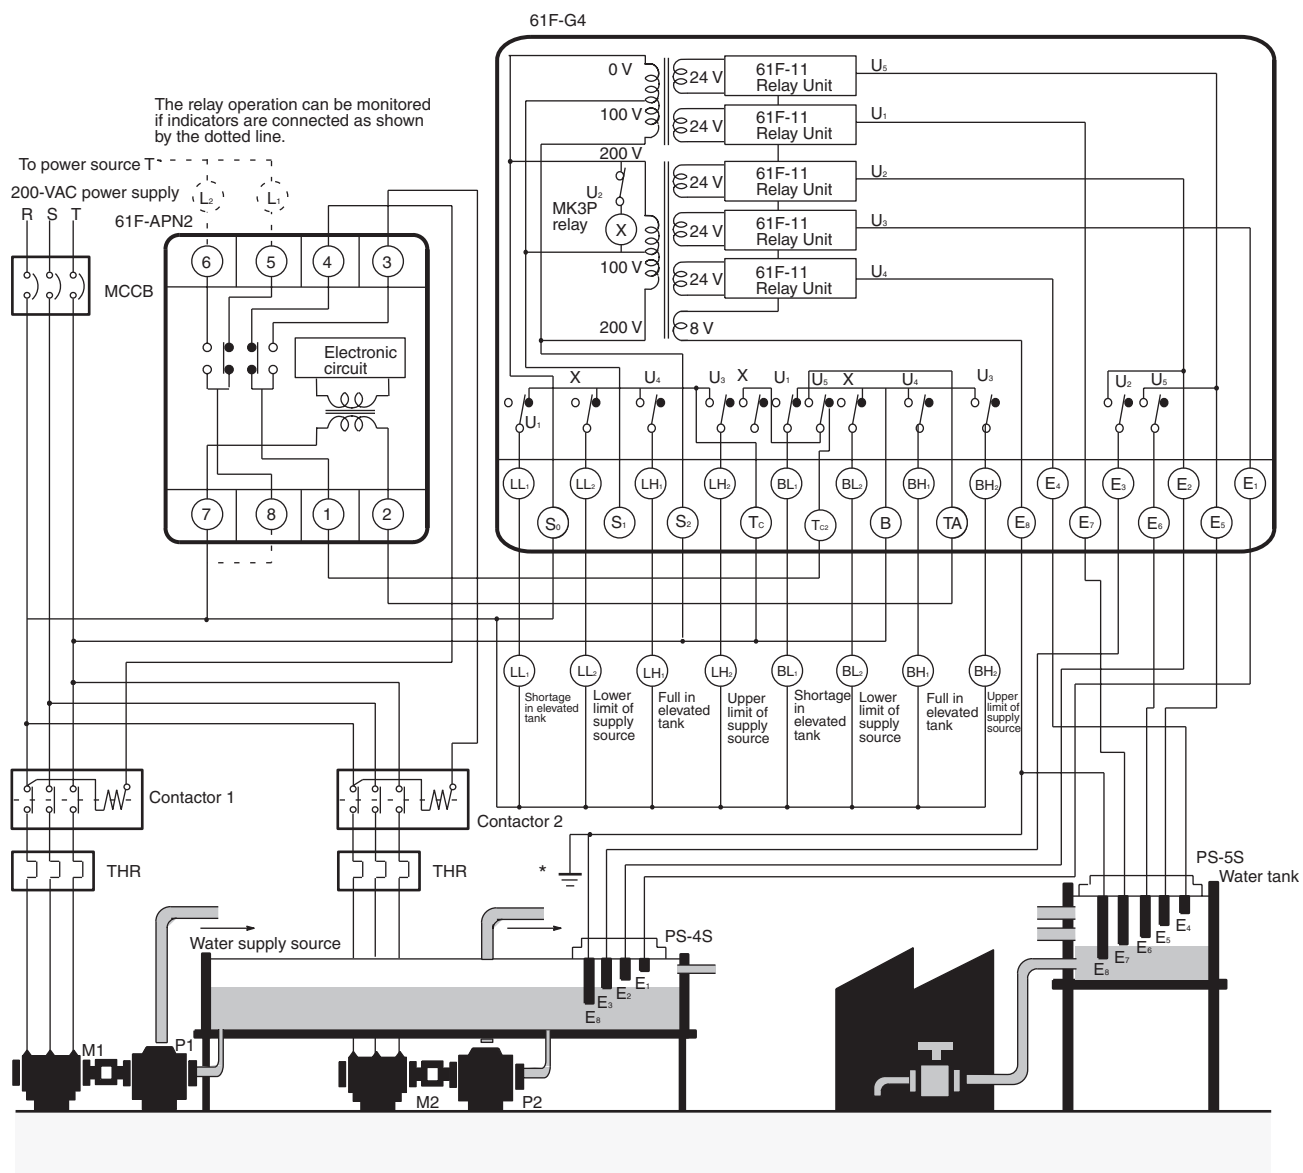 61F-G4
0 V
24 V
61F-11
Relay Unit
U5
100 V
24 V
61F-11
Relay Unit
U1
200 V
24 V
61F-11
Relay Unit
U2
U2
MK3P
relay
X
24 V
61F-11
Relay Unit
U3
100 V
24 V
61F-11
Relay Unit
U4
200 V
8 V
The relay operation can be monitored
if indicators are connected as shown
by the dotted line.
To power source T
200-VAC power supply
R S T
L2
L1
61F-APN2
MCCB
6 5 4 3
Electronic
circuit
7 8 1 2
X U4 U3 X U1 U5 X U4 U3 U2 U5
U1
LL1 LL2 LH1 LH2 BL1 BL2 BH1 BH2 E4 E3 E2 E1
S0 S1 S2 TC TC2 B TA E8 E7 E6 E5
LL1 LL2 LH1 LH2 BL1 BL2 BH1 BH2
Shortage
in elevated
tank
Lower
limit of
supply
source
Full in
elevated
tank
Upper
limit of
supply
source
Shortage
in
elevated
tank
Lower
limit of
supply
source
Full in
elevated
tank
Upper
limit of
supply
source
Contactor 1
Contactor 2
THR
THR
*
PS-5S
Water tank
E4
E5
E6
E7
E8
Water supply source
PS-4S
E1
E2
E3
E8
M1
P1
M2
P2